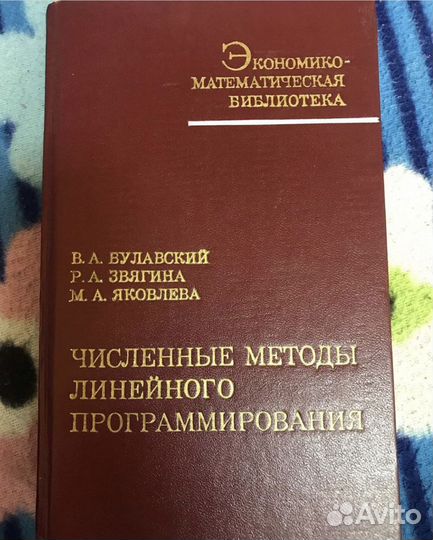 Экономико-
математическая
библиотека
В. А. БУЛАВСКИЙ
Р. А. ЗВЯГИНА
М. А. ЯКОВЛЕВА
ЧИСЛЕННЫЕ МЕТОДЫ
ЛИНЕЙНОГО
ПРОГРАММИРОВАНИЯ
Avito